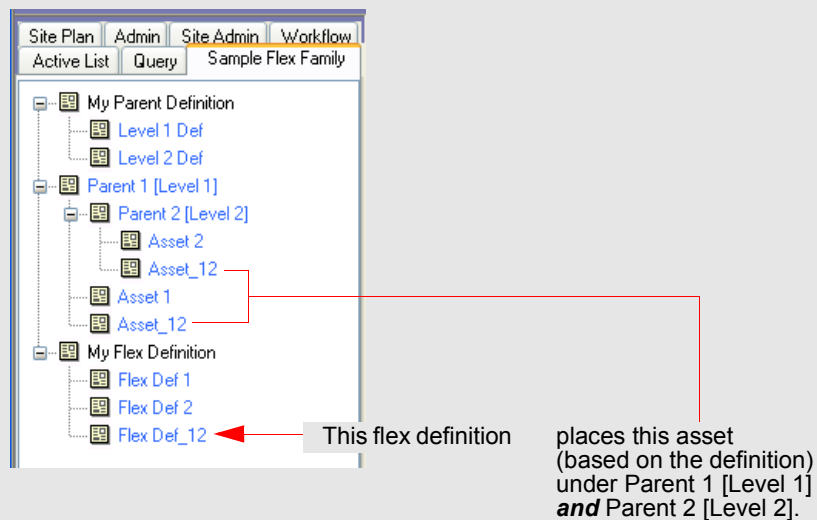 Site Plan Admin Site Admin Workflow
Active List Query Sample Flex Family
My Parent Definition
Level 1 Def
Level 2 Def
Parent 1 [Level 1]
Parent 2 [Level 2]
Asset 2
Asset_12
Asset 1
Asset_12
My Flex Definition
Flex Def 1
Flex Def 2
Flex Def_12
This flex definition
places this asset
(based on the definition)
under Parent 1 [Level 1]
and Parent 2 [Level 2].